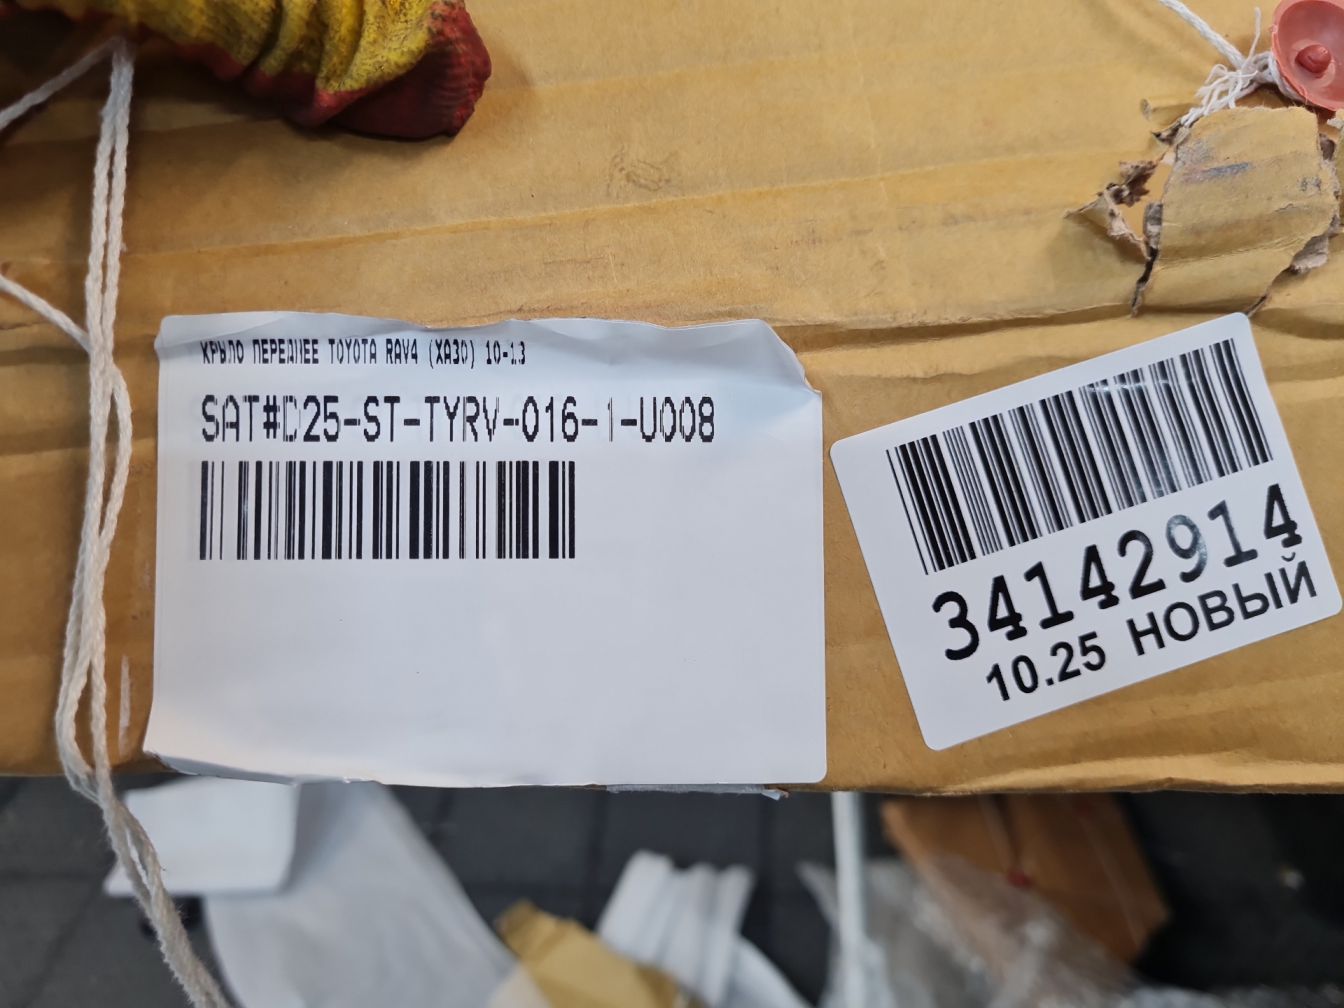 КРЫЛО ПЕРЕДНЕЕ TOYOTA RAV4 (XA30) 10-13
SAT#D25-ST-TYRV-016-1-U008
34142914
10.25 НОВЫЙ